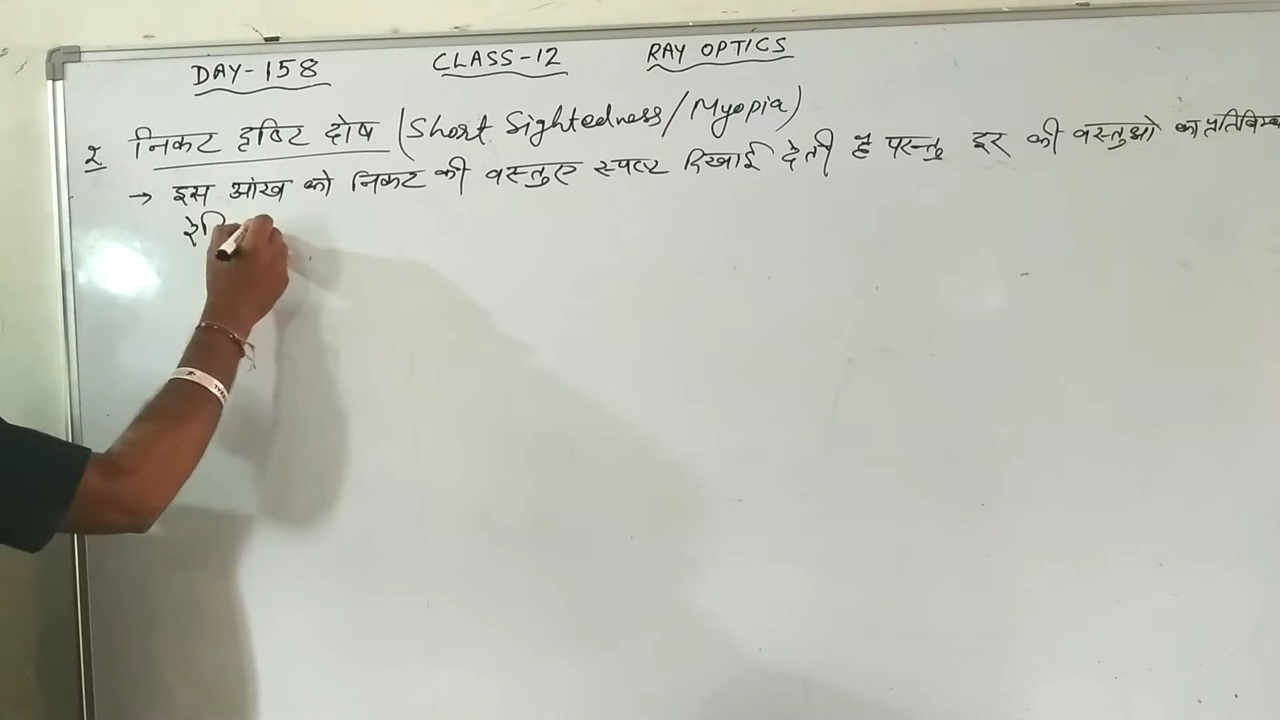 DAY-158 CLASS-12 RAY OPTICS
2 निकट दृष्टि दोष (Short Sightedness/Myopia)
→ इस आंख को निकट की वस्तुए स्पष्ट दिखाई देती है परन्तु दूर की वस्तुओ का प्रतिबिम्ब
रेटि